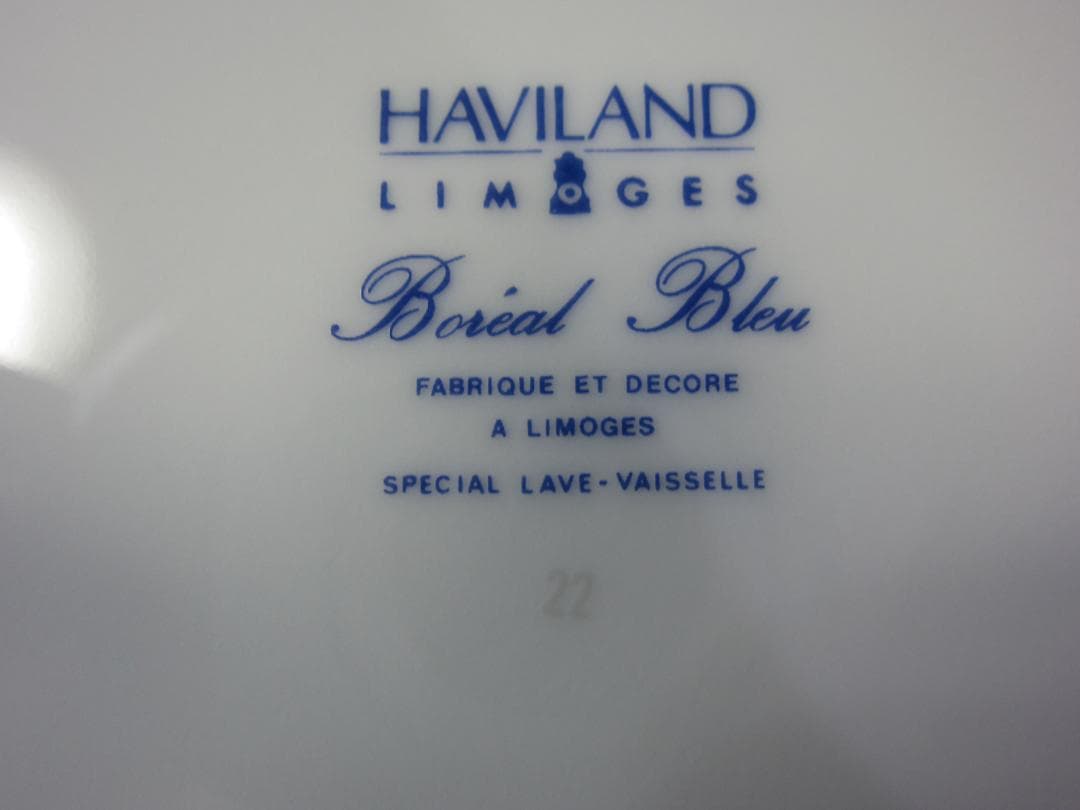 HAVILAND
LIMOGES
Boréal Bleu
FABRIQUE ET DECORE
A LIMOGES
SPECIAL LAVE-VAISSELLE
22